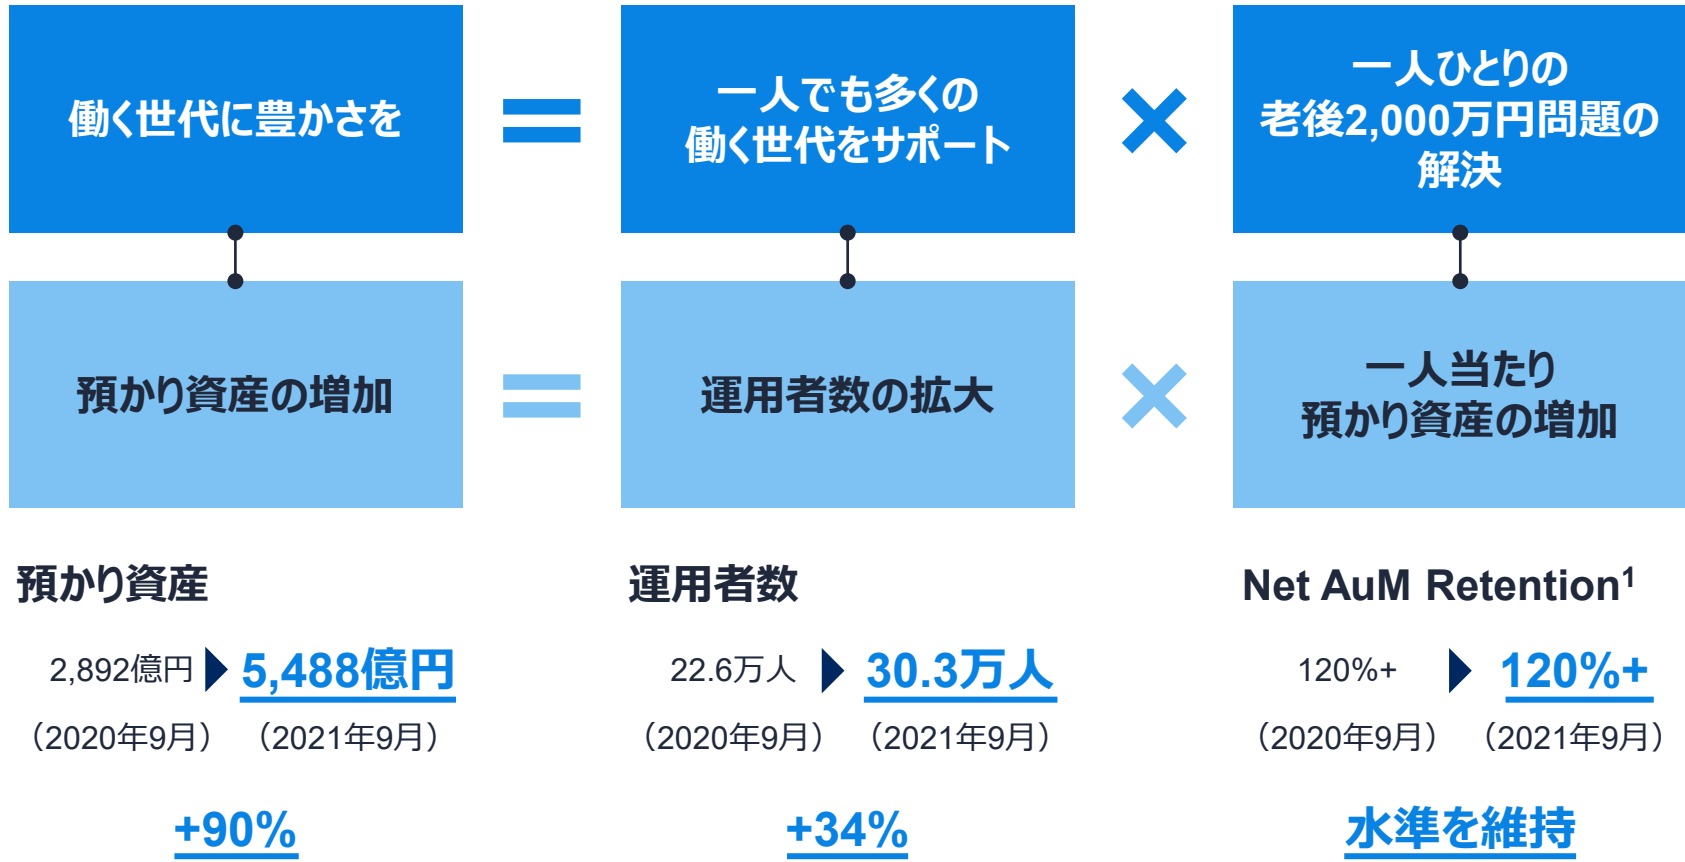 働く世代に豊かさを
=
一人でも多くの
働く世代をサポート
×
一人ひとりの
老後2,000万円問題の
解決
預かり資産の増加
=
運用者数の拡大
×
一人当たり
預かり資産の増加
預かり資産
2,892億円 5,488億円
（2020年9月） （2021年9月）
+90%
運用者数
22.6万人 30.3万人
（2020年9月） （2021年9月）
+34%
Net AuM Retention1
120%+ 120%+
（2020年9月） （2021年9月）
水準を維持